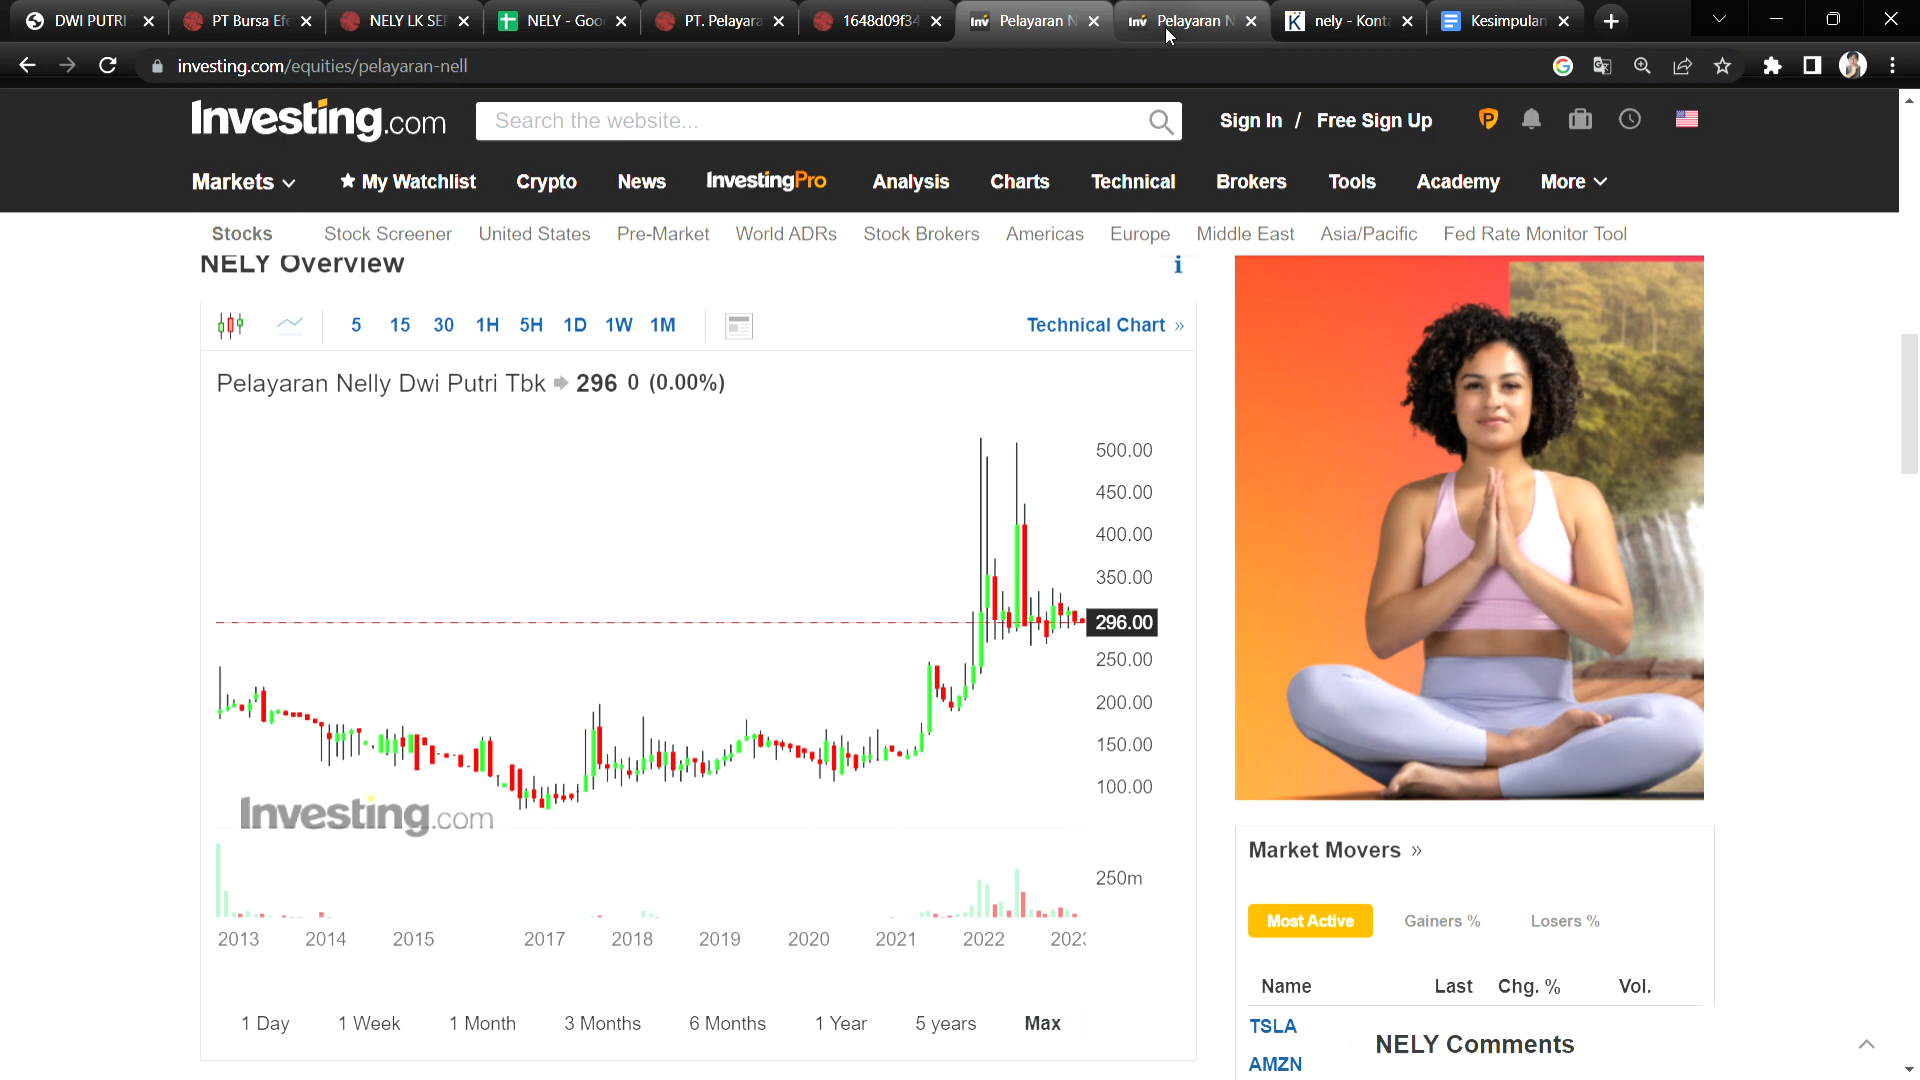 DWI PUTRI
PT Bursa Efe
NELY LK SEI
NELY - Goo
PT. Pelayara
1648d09f34
Pelayaran N
Pelayaran N
nely - Konta
Kesimpulan
investing.com/equities/pelayaran-nell
Investing.com
Search the website...
Sign In / Free Sign Up
Markets
My Watchlist
Crypto
News
InvestingPro
Analysis
Charts
Technical
Brokers
Tools
Academy
More
Stocks
Stock Screener
United States
Pre-Market
World ADRs
Stock Brokers
Americas
Europe
Middle East
Asia/Pacific
Fed Rate Monitor Tool
NELY Overview
5 15 30 1H 5H 1D 1W 1M
Technical Chart »
Pelayaran Nelly Dwi Putri Tbk 296 0 (0.00%)
500.00
450.00
400.00
350.00
296.00
250.00
200.00
150.00
100.00
Investing.com
250m
2013 2014 2015 2017 2018 2019 2020 2021 2022 2023
1 Day 1 Week 1 Month 3 Months 6 Months 1 Year 5 years Max
Market Movers »
Most Active Gainers % Losers %
Name Last Chg. % Vol.
TSLA
AMZN
NELY Comments